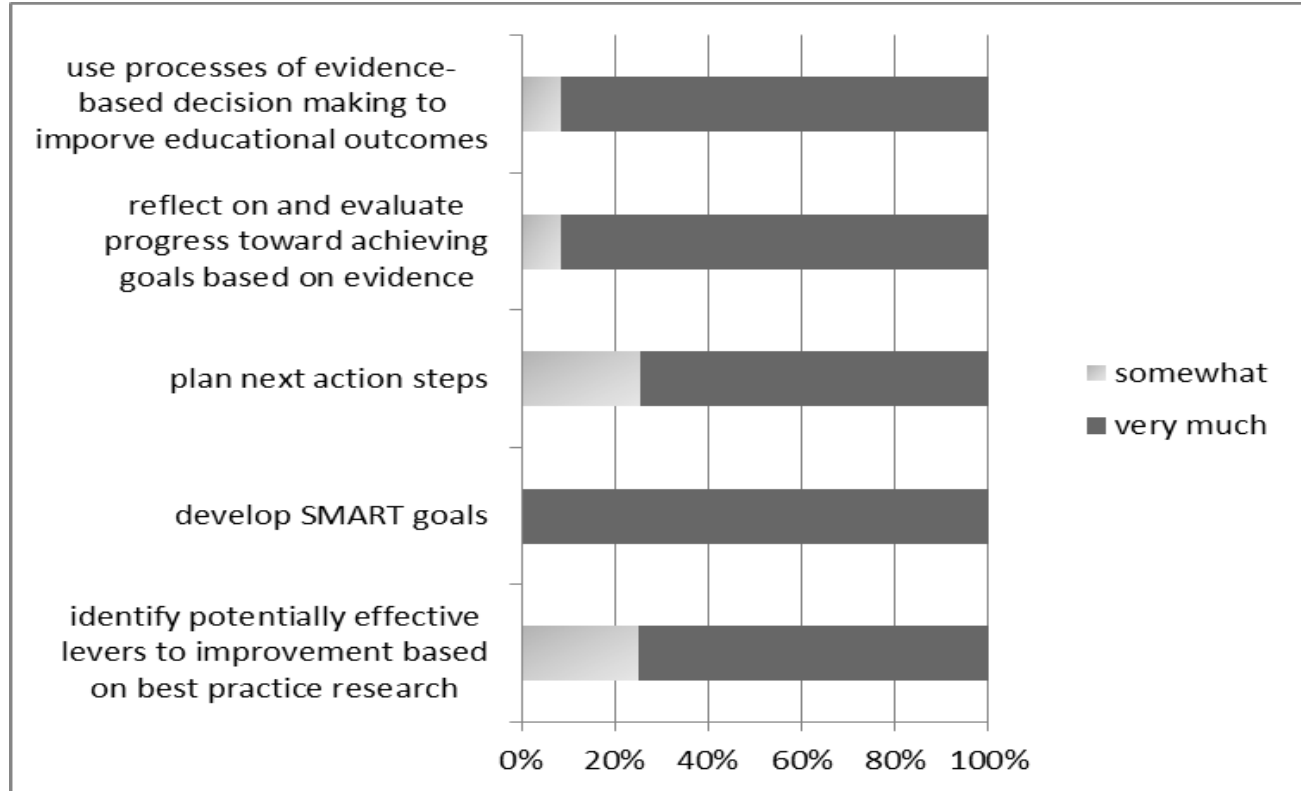 use processes of evidence-
based decision making to
imporve educational outcomes
reflect on and evaluate
progress toward achieving
goals based on evidence
plan next action steps
develop SMART goals
identify potentially effective
levers to improvement based
on best practice research
somewhat
very much
0% 20% 40% 60% 80% 100%